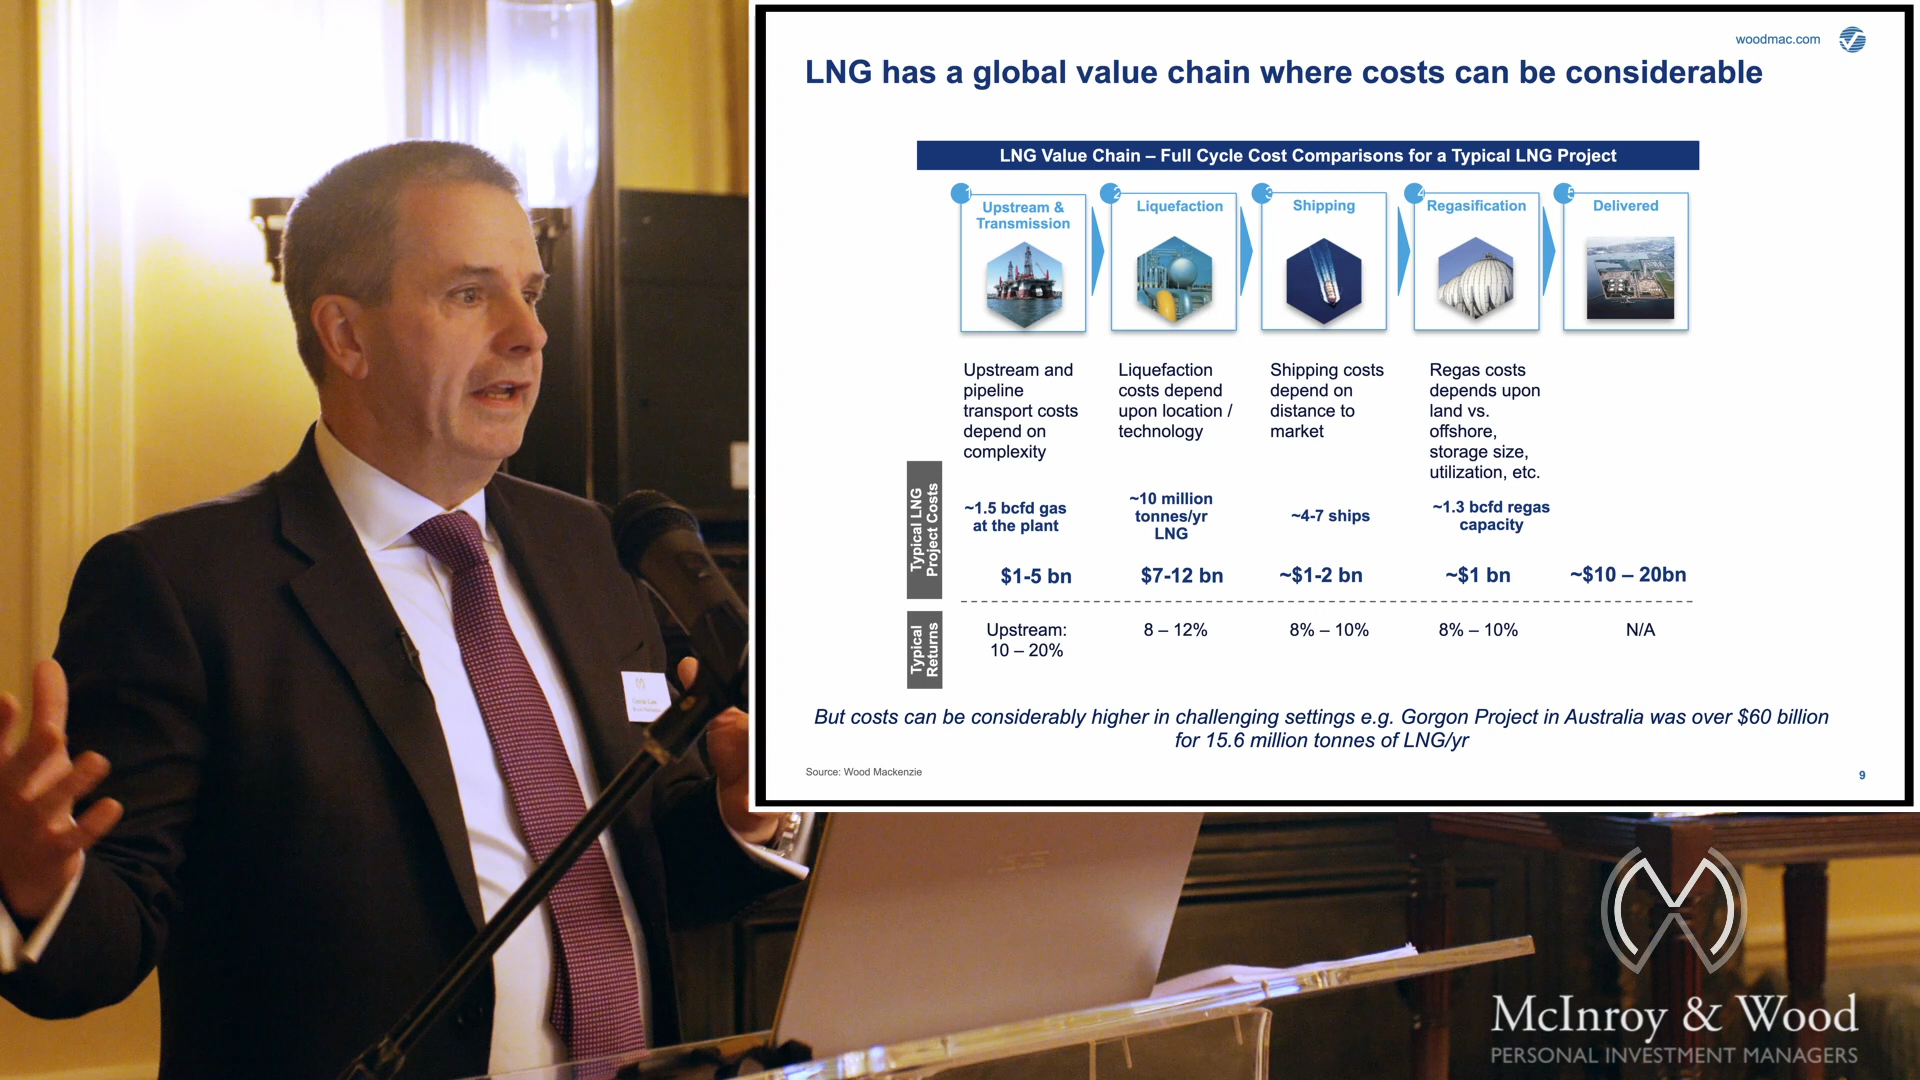 woodmac.com
LNG has a global value chain where costs can be considerable
LNG Value Chain – Full Cycle Cost Comparisons for a Typical LNG Project
1
Upstream &
Transmission
2
Liquefaction
3
Shipping
4
Regasification
5
Delivered
Upstream and
pipeline
transport costs
depend on
complexity
Liquefaction
costs depend
upon location /
technology
Shipping costs
depend on
distance to
market
Regas costs
depends upon
land vs.
offshore,
storage size,
utilization, etc.
Typical LNG
Project Costs
~1.5 bcfd gas
at the plant
~10 million
tonnes/yr
LNG
~4-7 ships
~1.3 bcfd regas
capacity
$1-5 bn
$7-12 bn
~$1-2 bn
~$1 bn
~$10 – 20bn
Typical
Returns
Upstream:
10 – 20%
8 – 12%
8% – 10%
8% – 10%
N/A
But costs can be considerably higher in challenging settings e.g. Gorgon Project in Australia was over $60 billion
for 15.6 million tonnes of LNG/yr
Source: Wood Mackenzie
9
McInroy & Wood
PERSONAL INVESTMENT MANAGERS